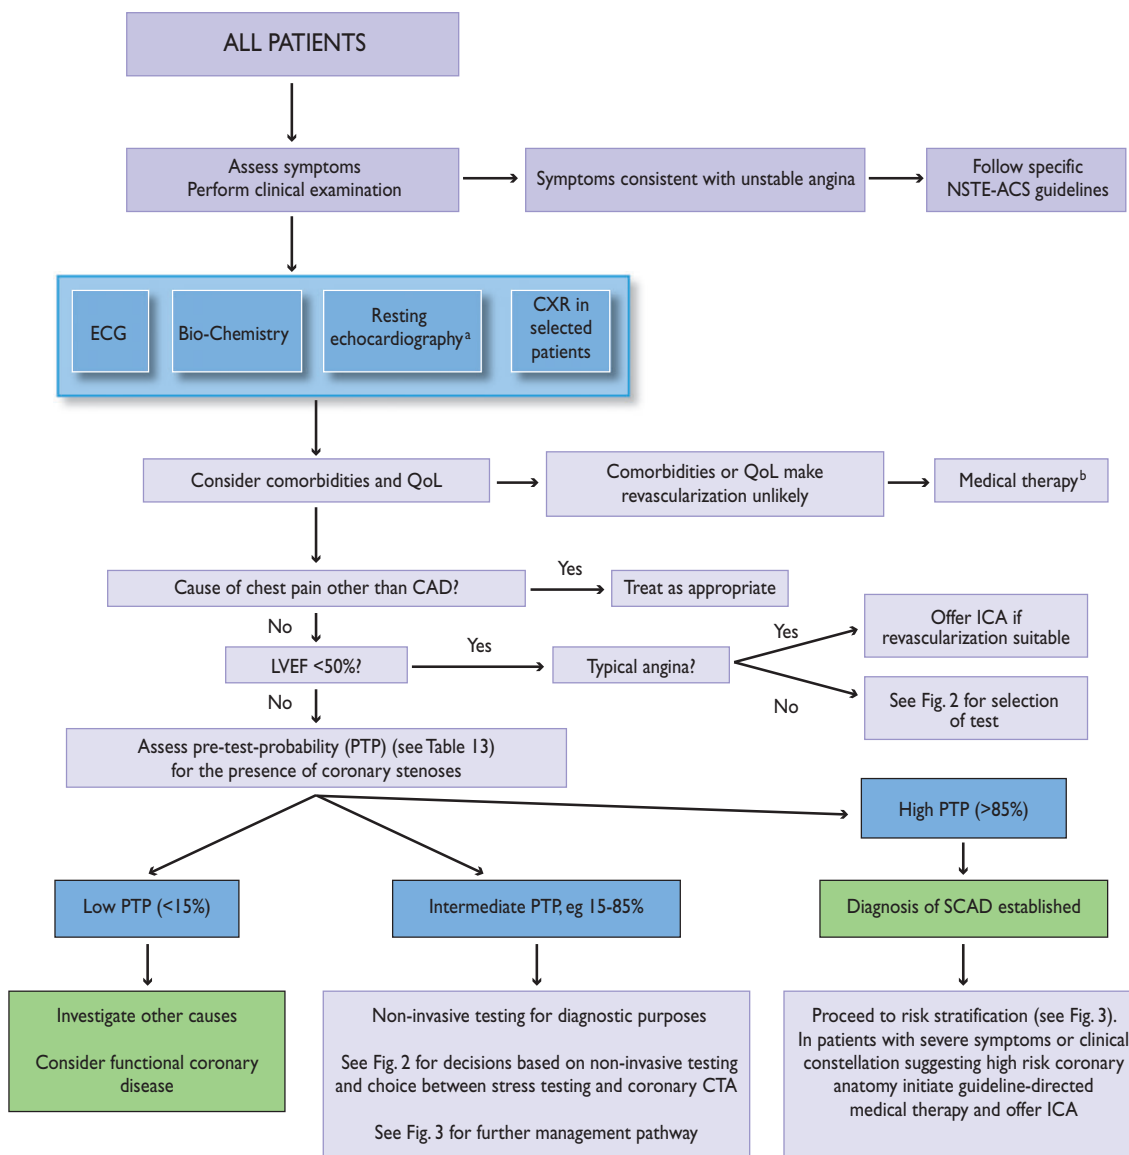 ALL PATIENTS
Assess symptoms
Perform clinical examination
Symptoms consistent with unstable angina
Follow specific
NSTE-ACS guidelines
ECG
Bio-Chemistry
Resting
echocardiographyᵃ
CXR in
selected
patients
Consider comorbidities and QoL
Comorbidities or QoL make
revascularization unlikely
Medical therapyᵇ
Cause of chest pain other than CAD?
Yes
Treat as appropriate
No
LVEF <50%?
Yes
Typical angina?
Yes
Offer ICA if
revascularization suitable
No
See Fig. 2 for selection
of test
No
Assess pre-test-probability (PTP) (see Table 13)
for the presence of coronary stenoses
High PTP (>85%)
Low PTP (<15%)
Intermediate PTP, eg 15-85%
Diagnosis of SCAD established
Investigate other causes
Consider functional coronary
disease
Non-invasive testing for diagnostic purposes
See Fig. 2 for decisions based on non-invasive testing
and choice between stress testing and coronary CTA
See Fig. 3 for further management pathway
Proceed to risk stratification (see Fig. 3).
In patients with severe symptoms or clinical
constellation suggesting high risk coronary
anatomy initiate guideline-directed
medical therapy and offer ICA